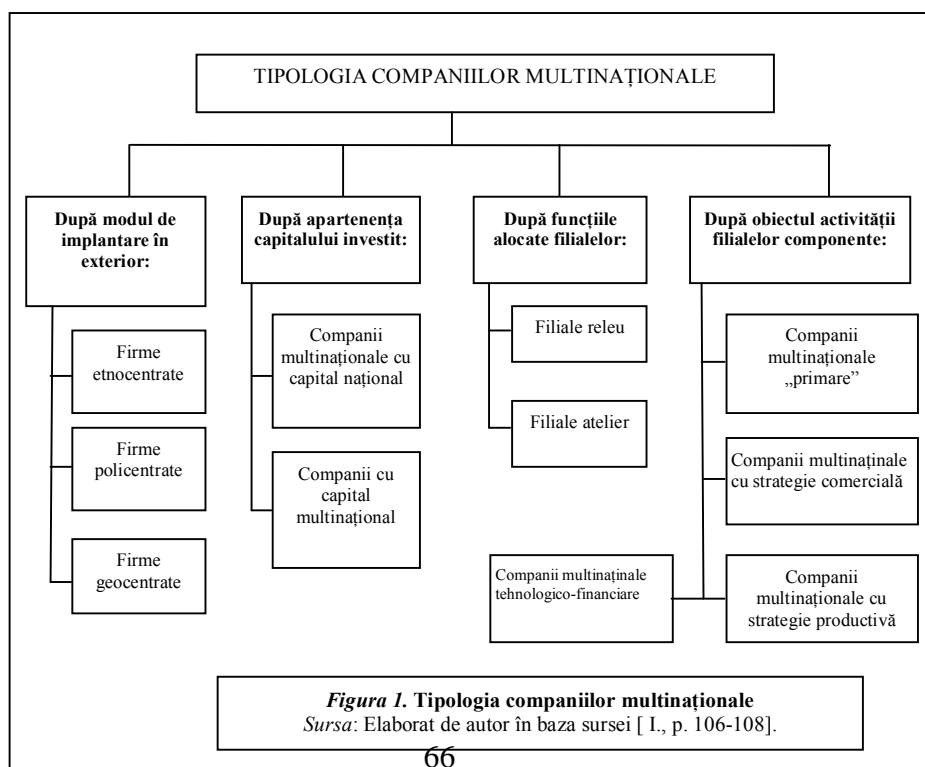 TIPOLOGIA COMPANIILOR MULTINAȚIONALE
După modul de
implantare în
exterior:
Firme
etnocentrate
Firme
policentrate
Firme
geocentrate
După apartenența
capitalului investit:
Companii
multinaționale cu
capital național
Companii cu
capital
multinațional
După funcțiile
alocate filialelor:
Filiale releu
Filiale atelier
După obiectul activității
filialelor componente:
Companii
multinaționale
„primare”
Companii multinaținale
cu strategie comercială
Companii
multinaționale cu
strategie productivă
Companii multinaținale
tehnologico-financiare
Figura 1. Tipologia companiilor multinaționale
Sursa: Elaborat de autor în baza sursei [ I., p. 106-108].
66